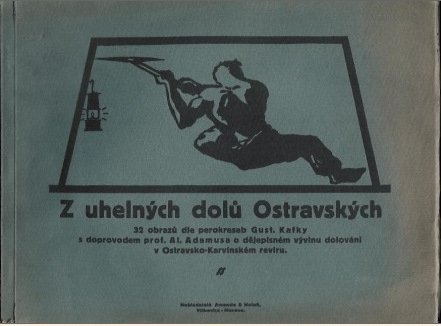 Z uhelných dolů Ostravských
32 obrazů dle perokreseb Gust. Kafky
s doprovodem prof. Al. Adamusa o dějepisném vývinu dolování
v Ostravsko-Karvinském revíru.